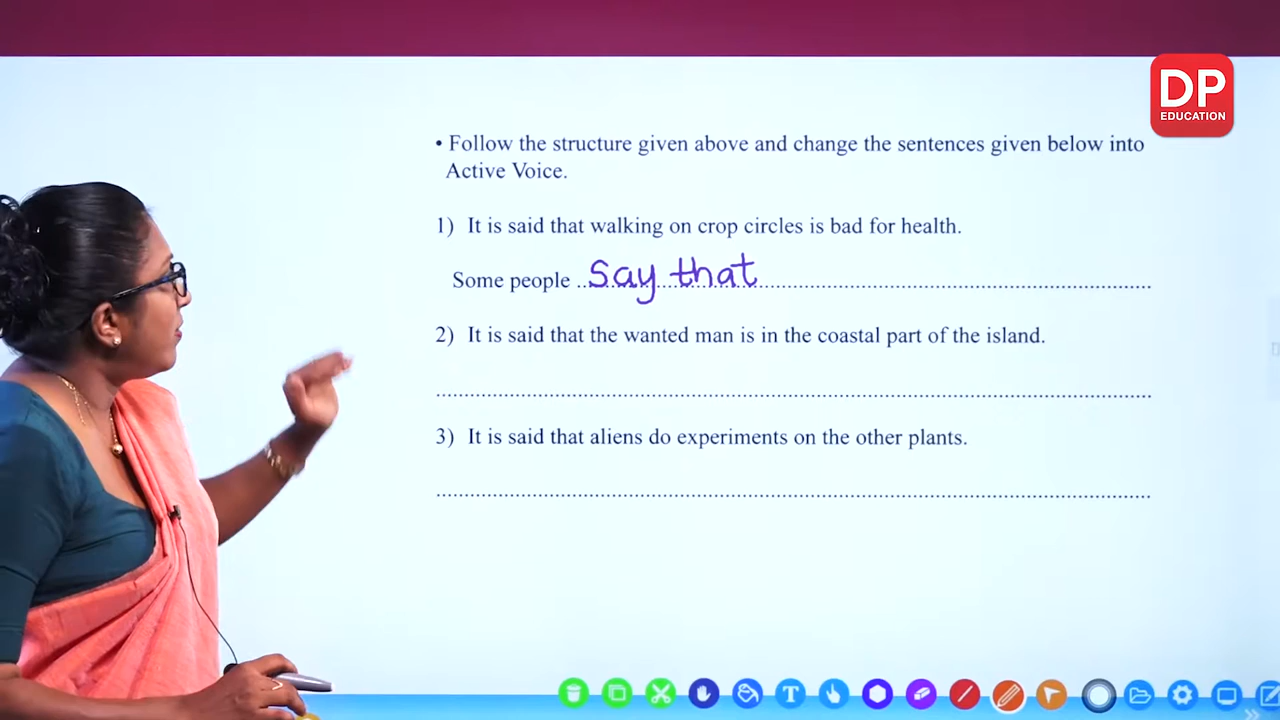 DP
EDUCATION
• Follow the structure given above and change the sentences given below into
Active Voice.
1) It is said that walking on crop circles is bad for health.
Some people ...say that.......................................................
2) It is said that the wanted man is in the coastal part of the island.
................................................................................
3) It is said that aliens do experiments on the other plants.
................................................................................
T